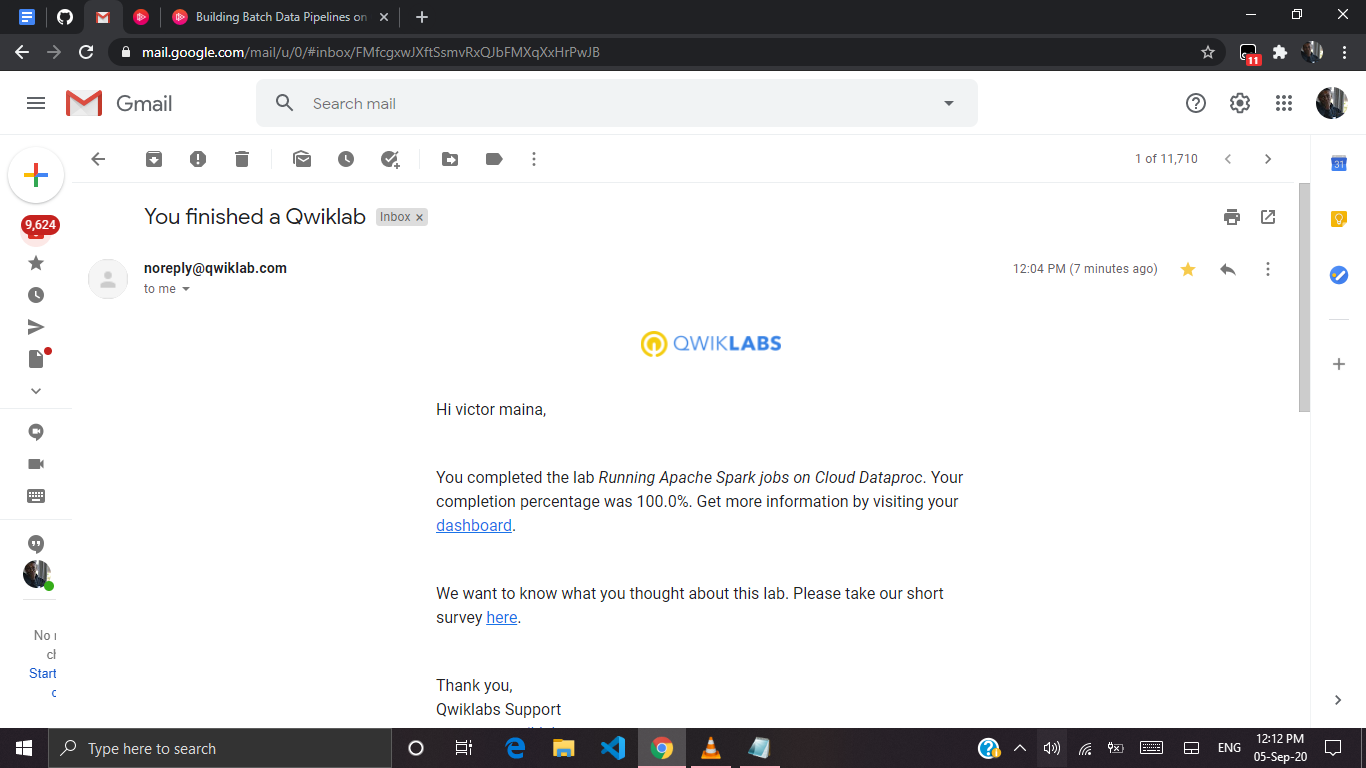 Building Batch Data Pipelines on
mail.google.com/mail/u/0/#inbox/FMfcgxwJXftSsmvRxQJbFMXqXxHrPwJB
11
Gmail
Search mail
1 of 11,710
31
9,624
You finished a Qwiklab
Inbox ×
noreply@qwiklab.com
12:04 PM (7 minutes ago)
to me
QWIKLABS
Hi victor maina,
You completed the lab Running Apache Spark jobs on Cloud Dataproc. Your
completion percentage was 100.0%. Get more information by visiting your
dashboard.
We want to know what you thought about this lab. Please take our short
survey here.
Thank you,
Qwiklabs Support
No
ch
Start
Type here to search
ENG
12:12 PM
05-Sep-20